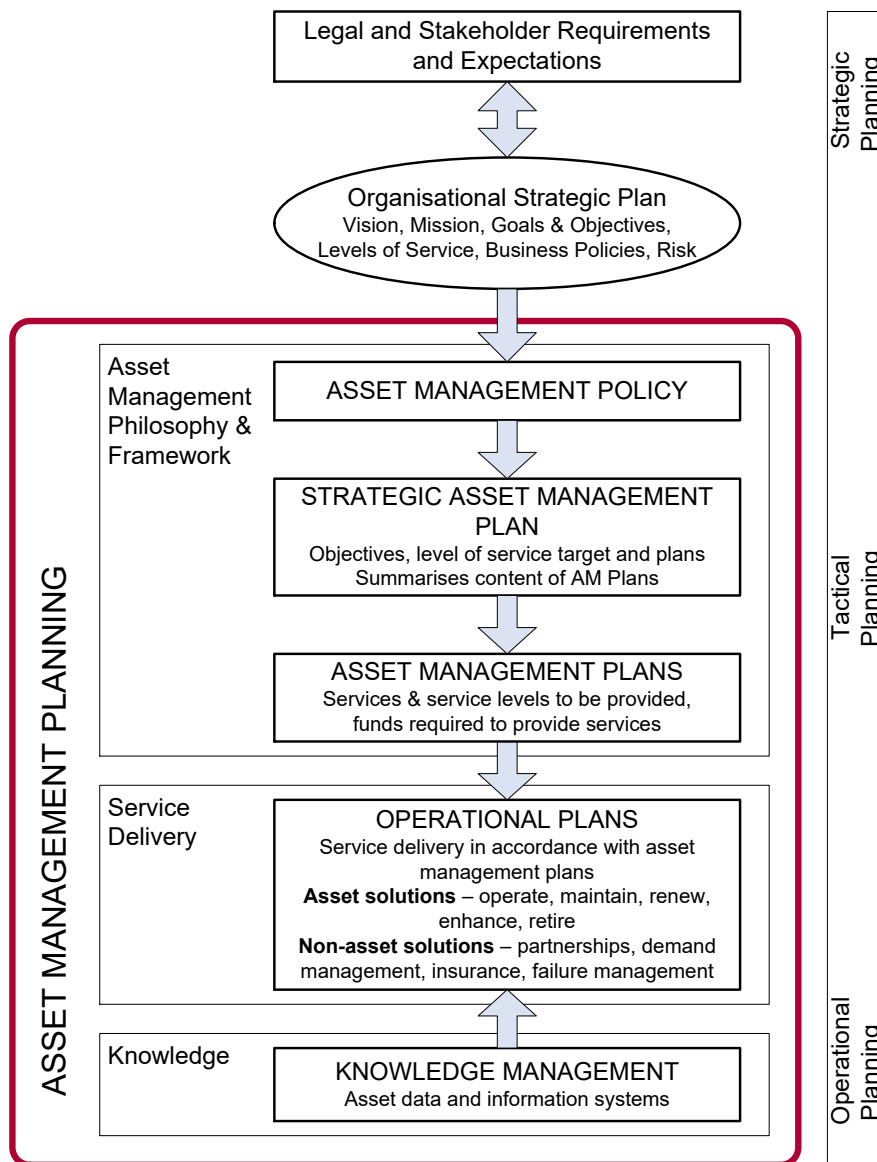 Legal and Stakeholder Requirements
and Expectations
Strategic
Planning
Organisational Strategic Plan
Vision, Mission, Goals & Objectives,
Levels of Service, Business Policies, Risk
ASSET MANAGEMENT PLANNING
Asset
Management
Philosophy &
Framework
ASSET MANAGEMENT POLICY
STRATEGIC ASSET MANAGEMENT
PLAN
Objectives, level of service target and plans
Summarises content of AM Plans
Tactical
Planning
ASSET MANAGEMENT PLANS
Services & service levels to be provided,
funds required to provide services
Service
Delivery
OPERATIONAL PLANS
Service delivery in accordance with asset
management plans
Asset solutions – operate, maintain, renew,
enhance, retire
Non-asset solutions – partnerships, demand
management, insurance, failure management
Knowledge
KNOWLEDGE MANAGEMENT
Asset data and information systems
Operational
Planning